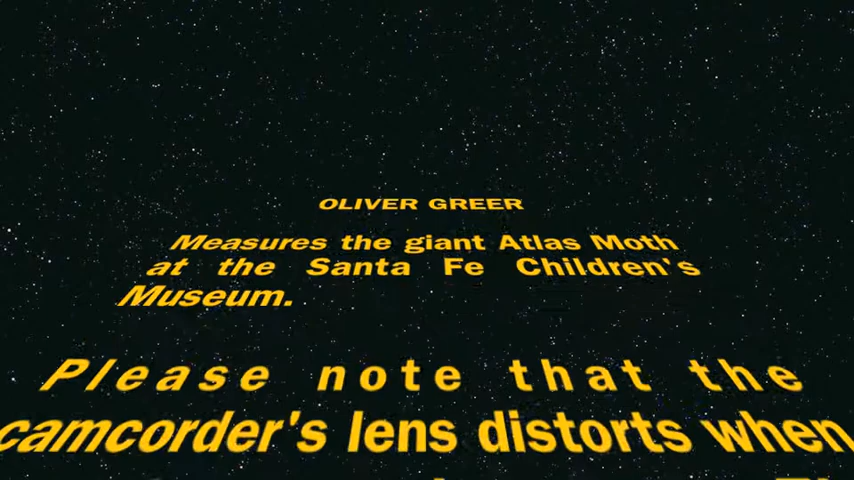 OLIVER GREER
Measures the giant Atlas Moth
at the Santa Fe Children's
Museum.
Please note that the
camcorder's lens distorts when